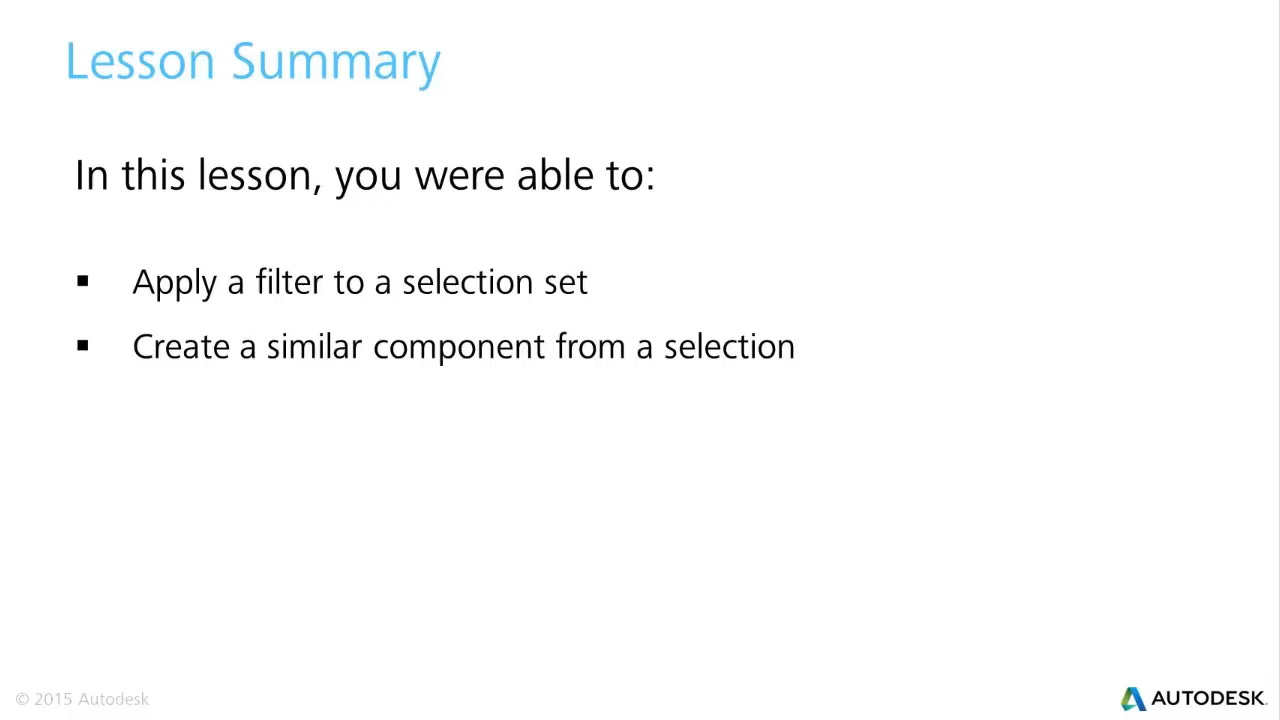 Lesson Summary
In this lesson, you were able to:
▪ Apply a filter to a selection set
▪ Create a similar component from a selection
© 2015 Autodesk
AUTODESK.